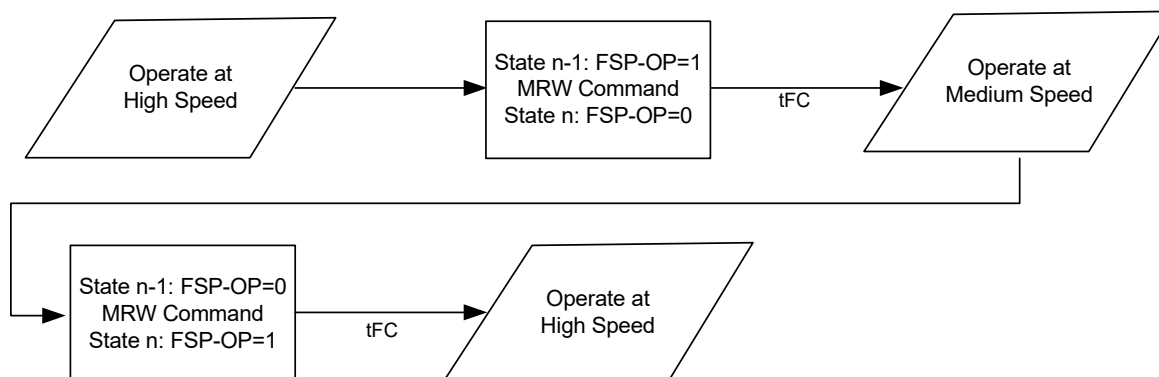 Operate at
High Speed
State n-1: FSP-OP=1
MRW Command
State n: FSP-OP=0
tFC
Operate at
Medium Speed
State n-1: FSP-OP=0
MRW Command
State n: FSP-OP=1
tFC
Operate at
High Speed